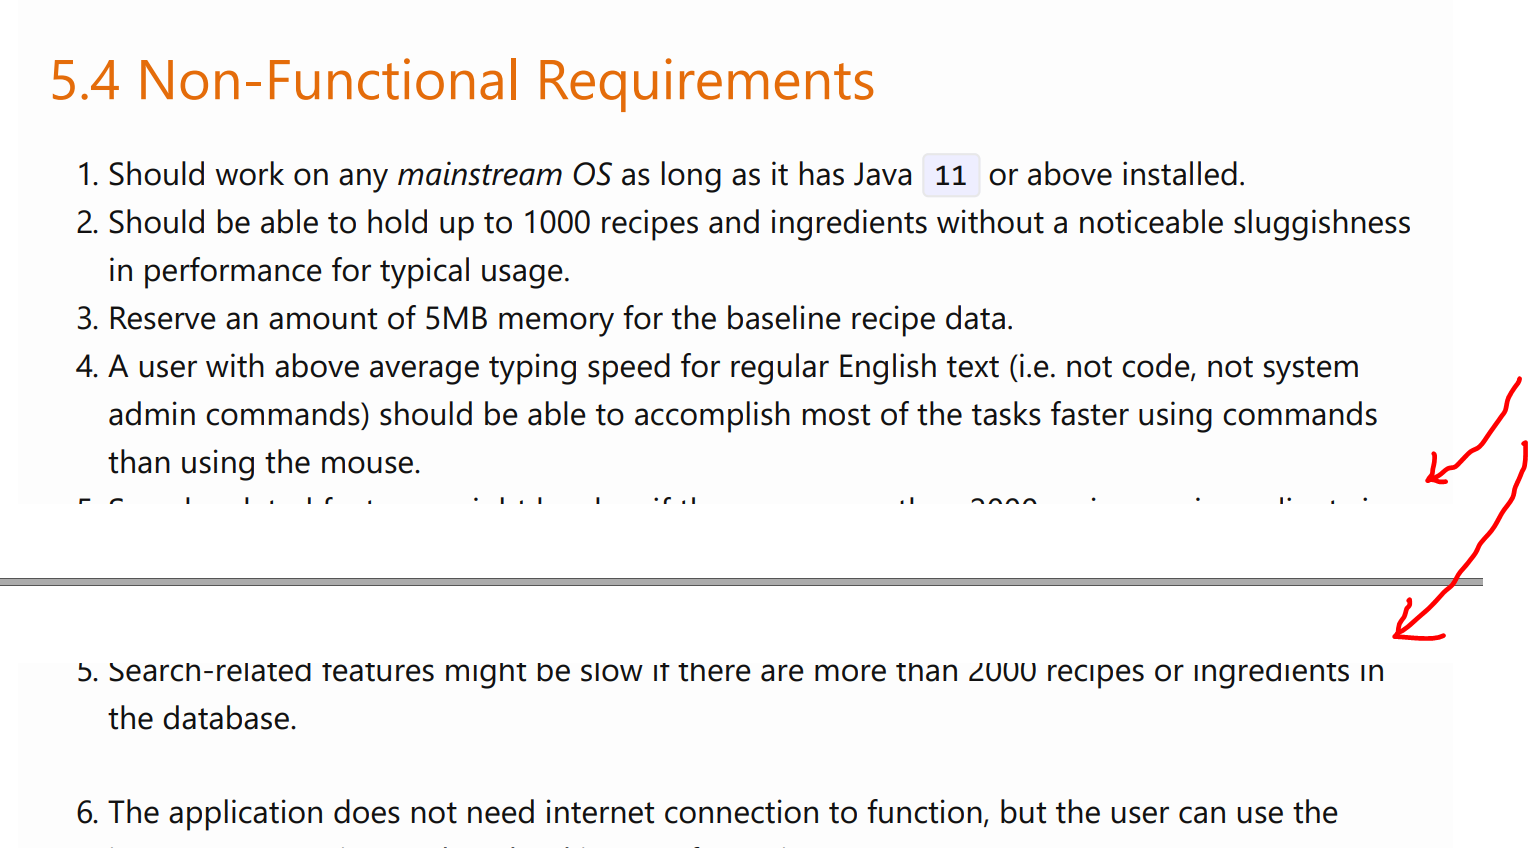 5.4 Non-Functional Requirements
1. Should work on any mainstream OS as long as it has Java 11 or above installed.
2. Should be able to hold up to 1000 recipes and ingredients without a noticeable sluggishness
in performance for typical usage.
3. Reserve an amount of 5MB memory for the baseline recipe data.
4. A user with above average typing speed for regular English text (i.e. not code, not system
admin commands) should be able to accomplish most of the tasks faster using commands
than using the mouse.
5. Search-related features might be slow if there are more than 2000 recipes or ingredients in
the database.
6. The application does not need internet connection to function, but the user can use the